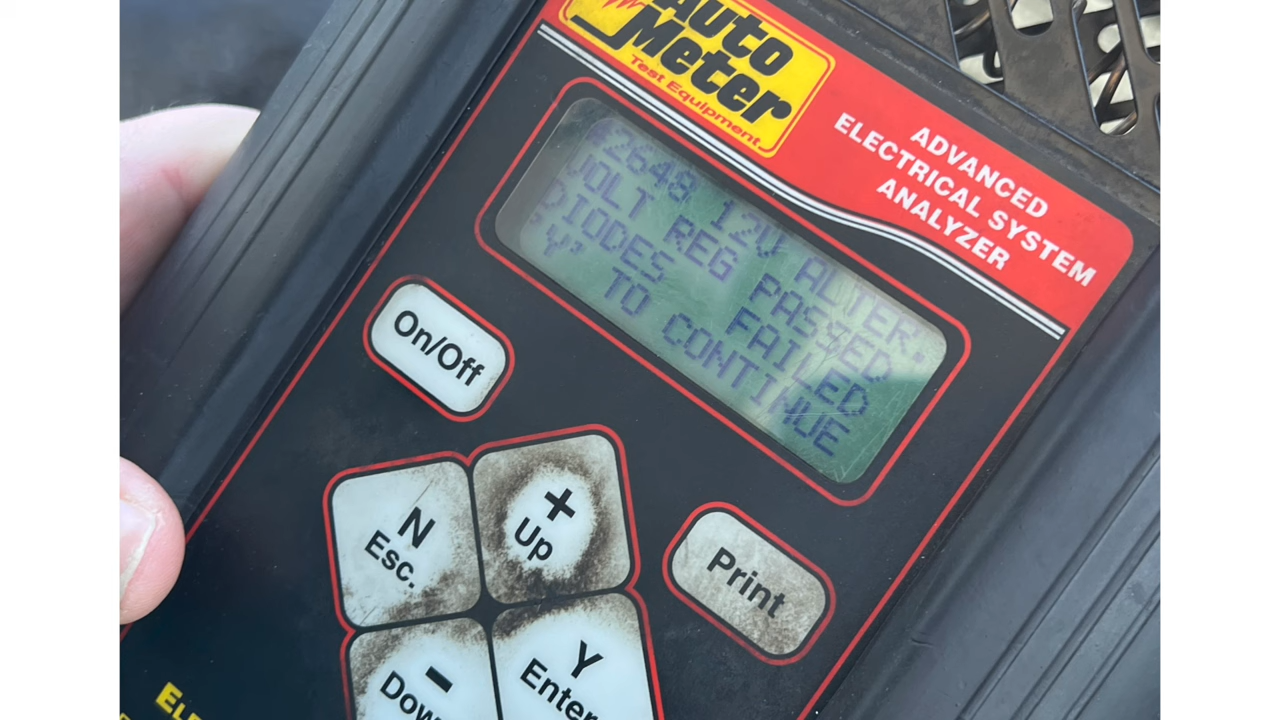 Auto
Meter
Test Equipment
ADVANCED
ELECTRICAL SYSTEM
ANALYZER
#2648 12V ALTER.
VOLT REG PASSED
DIODES FAILED
'Y' TO CONTINUE
On/Off
N
Esc.
+
Up
Print
-
Down
Y
Enter